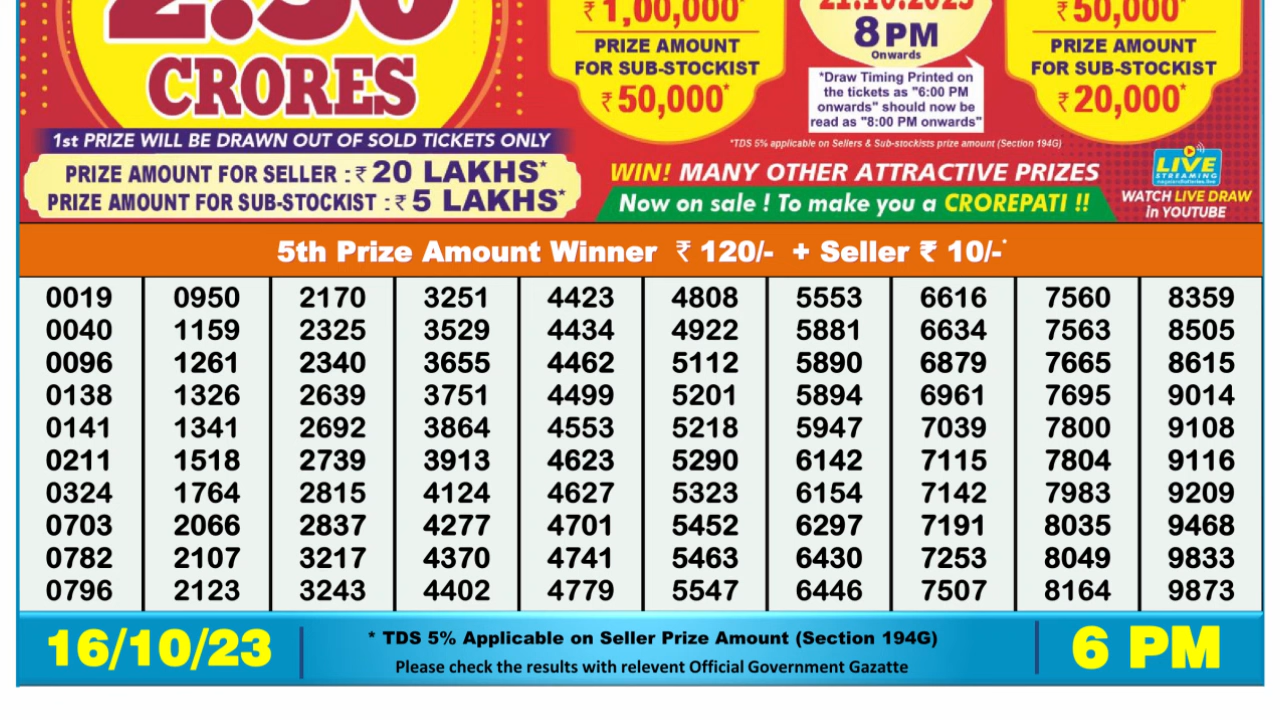 2.50
CRORES
1st PRIZE WILL BE DRAWN OUT OF SOLD TICKETS ONLY
PRIZE AMOUNT FOR SELLER : ₹ 20 LAKHS*
PRIZE AMOUNT FOR SUB-STOCKIST : ₹ 5 LAKHS*
₹ 1,00,000*
PRIZE AMOUNT
FOR SUB-STOCKIST
₹ 50,000*
21.10.2023
8 PM
Onwards
*Draw Timing Printed on
the tickets as "6:00 PM
onwards" should now be
read as "8:00 PM onwards"
₹ 50,000*
PRIZE AMOUNT
FOR SUB-STOCKIST
₹ 20,000*
*TDS 5% applicable on Sellers & Sub-stockists prize amount (Section 194G)
WIN! MANY OTHER ATTRACTIVE PRIZES
Now on sale ! To make you a CROREPATI !!
LIVE
STREAMING
WATCH LIVE DRAW
in YOUTUBE
5th Prize Amount Winner ₹ 120/- + Seller ₹ 10/-*
0019 0950 2170 3251 4423 4808 5553 6616 7560 8359
0040 1159 2325 3529 4434 4922 5881 6634 7563 8505
0096 1261 2340 3655 4462 5112 5890 6879 7665 8615
0138 1326 2639 3751 4499 5201 5894 6961 7695 9014
0141 1341 2692 3864 4553 5218 5947 7039 7800 9108
0211 1518 2739 3913 4623 5290 6142 7115 7804 9116
0324 1764 2815 4124 4627 5323 6154 7142 7983 9209
0703 2066 2837 4277 4701 5452 6297 7191 8035 9468
0782 2107 3217 4370 4741 5463 6430 7253 8049 9833
0796 2123 3243 4402 4779 5547 6446 7507 8164 9873
16/10/23
* TDS 5% Applicable on Seller Prize Amount (Section 194G)
Please check the results with relevent Official Government Gazatte
6 PM